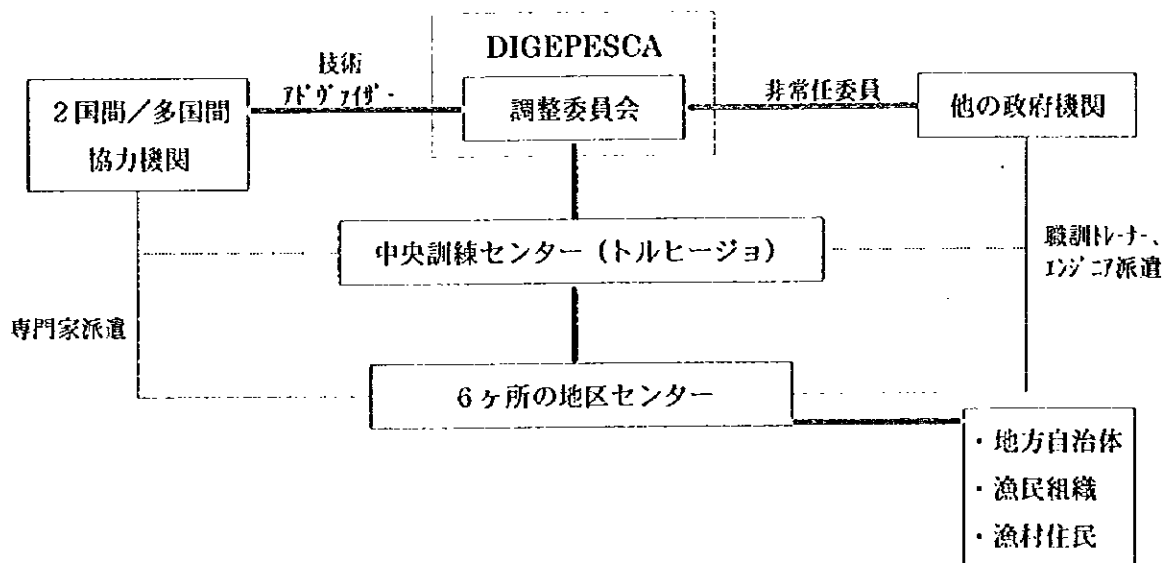 DIGEPESCA
技術
ｱﾄﾞｳﾞｧｲｻﾞｰ
非常任委員
２国間／多国間
協力機関
調整委員会
他の政府機関
中央訓練センター（トルヒージョ）
職訓ﾄﾚｰﾅｰ、
ｴﾝｼﾞﾆｱ派遣
専門家派遣
６ヶ所の地区センター
・地方自治体
・漁民組織
・漁村住民